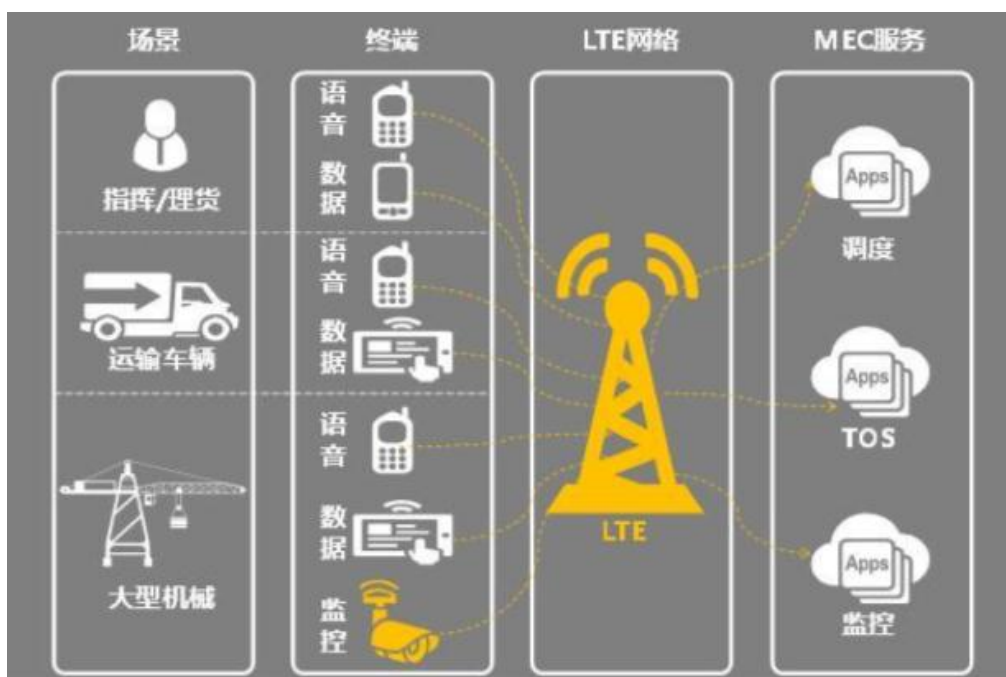 场景
终端
LTE网络
MEC服务
指挥/理货
运输车辆
大型机械
语音
数据
语音
数据
语音
数据
监控
LTE
Apps
调度
Apps
TOS
Apps
监控